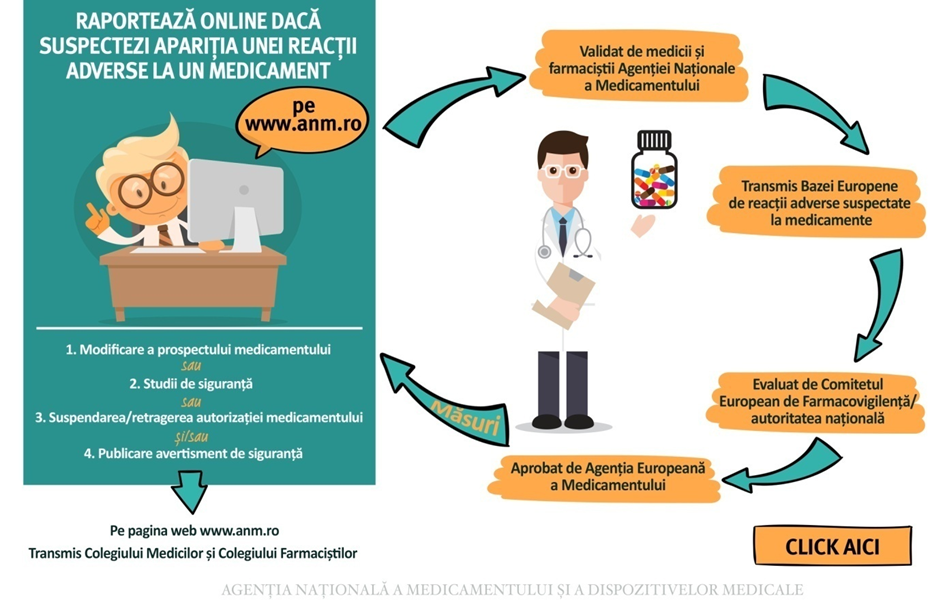 RAPORTEAZĂ ONLINE DACĂ
SUSPECTEZI APARIȚIA UNEI REACȚII
ADVERSE LA UN MEDICAMENT
pe
www.anm.ro
Validat de medicii și
farmaciștii Agenției Naționale
a Medicamentului
Transmis Bazei Europene
de reacții adverse suspectate
la medicamente
Evaluat de Comitetul
European de Farmacovigilență/
autoritatea națională
Aprobat de Agenția Europeană
a Medicamentului
Măsuri
1. Modificare a prospectului medicamentului
sau
2. Studii de siguranță
sau
3. Suspendarea/retragerea autorizației medicamentului
și/sau
4. Publicare avertisment de siguranță
Pe pagina web www.anm.ro
Transmis Colegiului Medicilor și Colegiului Farmaciștilor
CLICK AICI
AGENȚIA NAȚIONALĂ A MEDICAMENTULUI ȘI A DISPOZITIVELOR MEDICALE